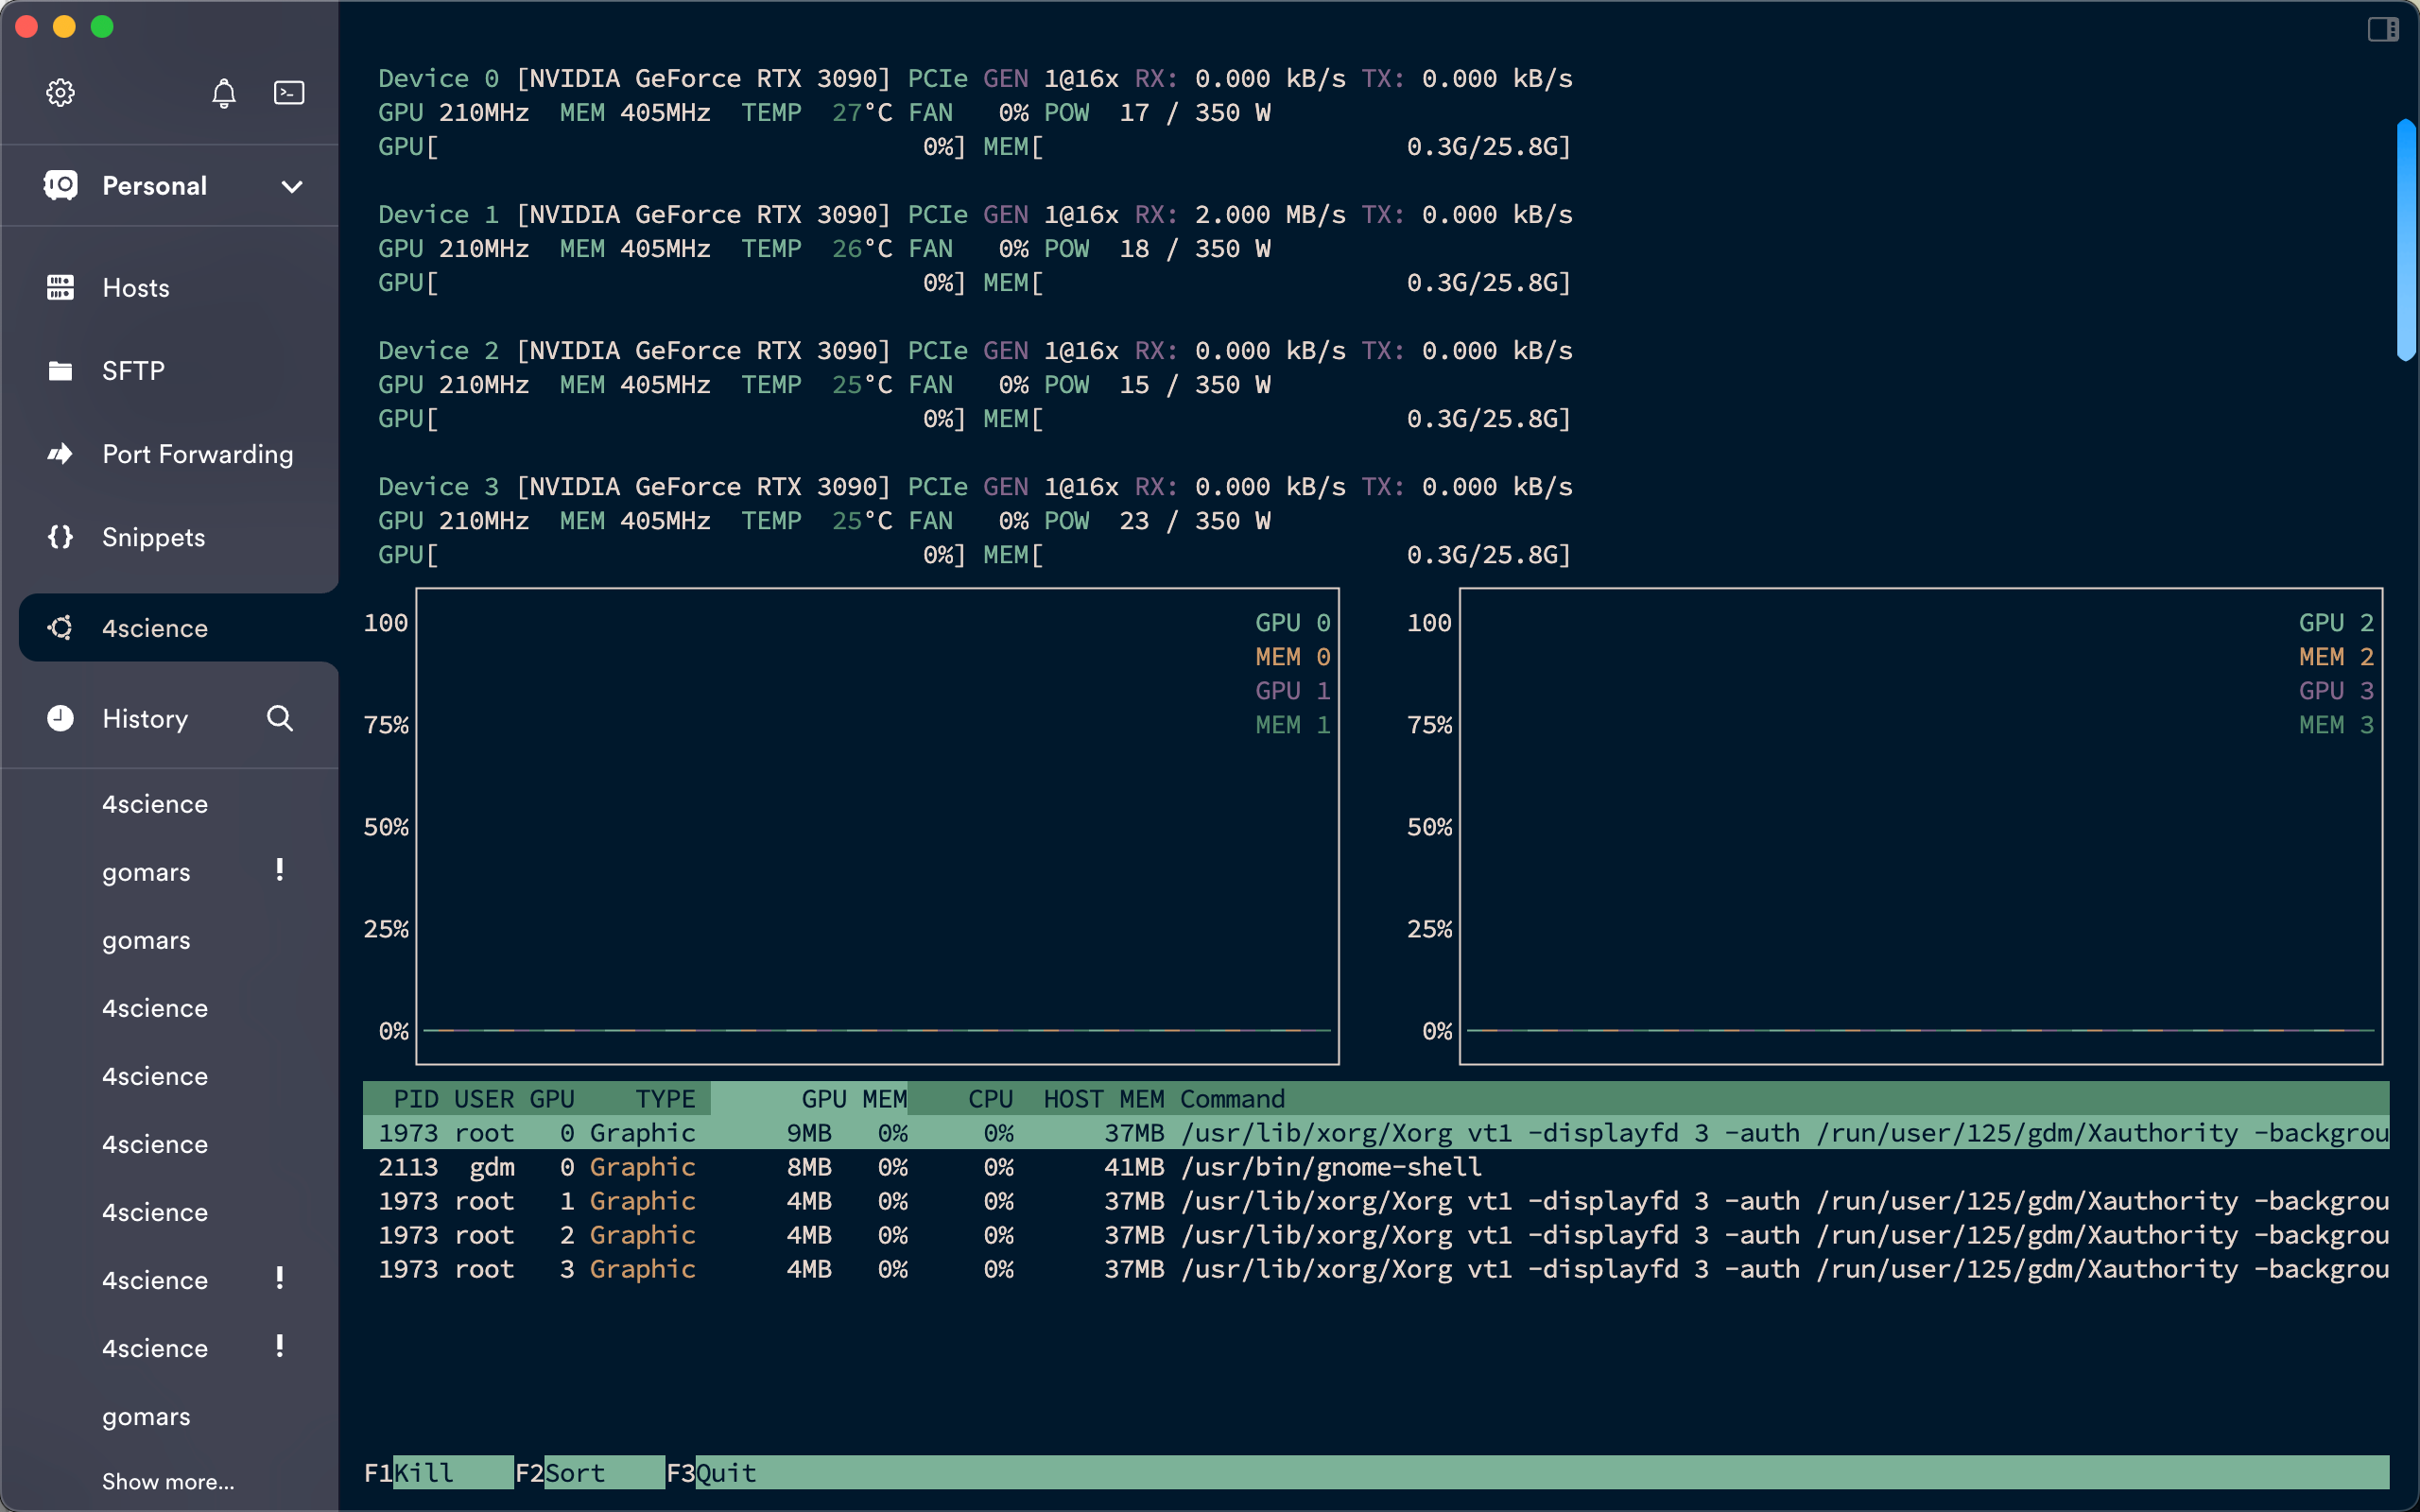 Personal
Hosts
SFTP
Port Forwarding
Snippets
4science
History
4science
gomars !
gomars
4science
4science
4science
4science
4science !
4science !
gomars
Show more...
Device 0 [NVIDIA GeForce RTX 3090] PCIe GEN 1@16x RX: 0.000 kB/s TX: 0.000 kB/s
GPU 210MHz MEM 405MHz TEMP 27°C FAN 0% POW 17 / 350 W
GPU[ 0%] MEM[ 0.3G/25.8G]
Device 1 [NVIDIA GeForce RTX 3090] PCIe GEN 1@16x RX: 2.000 MB/s TX: 0.000 kB/s
GPU 210MHz MEM 405MHz TEMP 26°C FAN 0% POW 18 / 350 W
GPU[ 0%] MEM[ 0.3G/25.8G]
Device 2 [NVIDIA GeForce RTX 3090] PCIe GEN 1@16x RX: 0.000 kB/s TX: 0.000 kB/s
GPU 210MHz MEM 405MHz TEMP 25°C FAN 0% POW 15 / 350 W
GPU[ 0%] MEM[ 0.3G/25.8G]
Device 3 [NVIDIA GeForce RTX 3090] PCIe GEN 1@16x RX: 0.000 kB/s TX: 0.000 kB/s
GPU 210MHz MEM 405MHz TEMP 25°C FAN 0% POW 23 / 350 W
GPU[ 0%] MEM[ 0.3G/25.8G]
100 GPU 0
MEM 0
GPU 1
75% MEM 1
50%
25%
0%
100 GPU 2
MEM 2
GPU 3
75% MEM 3
50%
25%
0%
PID USER GPU TYPE GPU MEM CPU HOST MEM Command
1973 root 0 Graphic 9MB 0% 0% 37MB /usr/lib/xorg/Xorg vt1 -displayfd 3 -auth /run/user/125/gdm/Xauthority -backgrou
2113 gdm 0 Graphic 8MB 0% 0% 41MB /usr/bin/gnome-shell
1973 root 1 Graphic 4MB 0% 0% 37MB /usr/lib/xorg/Xorg vt1 -displayfd 3 -auth /run/user/125/gdm/Xauthority -backgrou
1973 root 2 Graphic 4MB 0% 0% 37MB /usr/lib/xorg/Xorg vt1 -displayfd 3 -auth /run/user/125/gdm/Xauthority -backgrou
1973 root 3 Graphic 4MB 0% 0% 37MB /usr/lib/xorg/Xorg vt1 -displayfd 3 -auth /run/user/125/gdm/Xauthority -backgrou
F1Kill F2Sort F3Quit